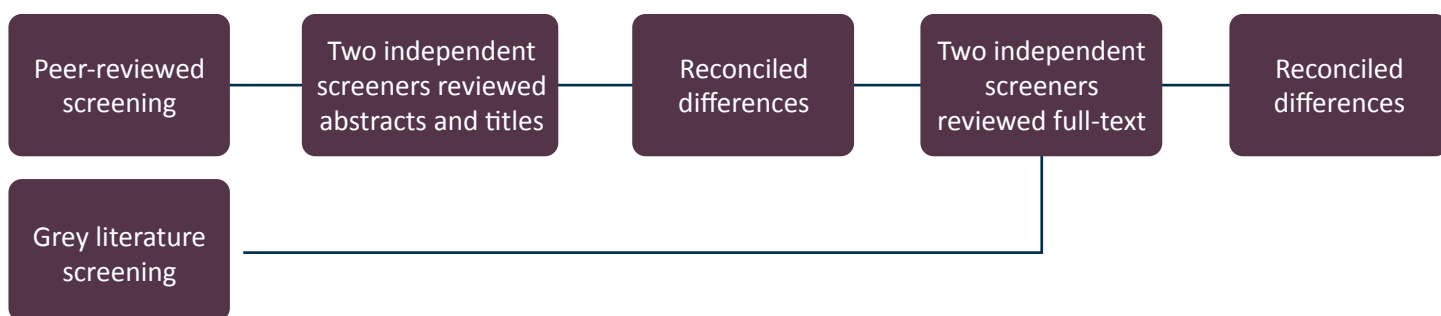 Peer-reviewed
screening
Two independent
screeners reviewed
abstracts and titles
Reconciled
differences
Two independent
screeners
reviewed full-text
Reconciled
differences
Grey literature
screening